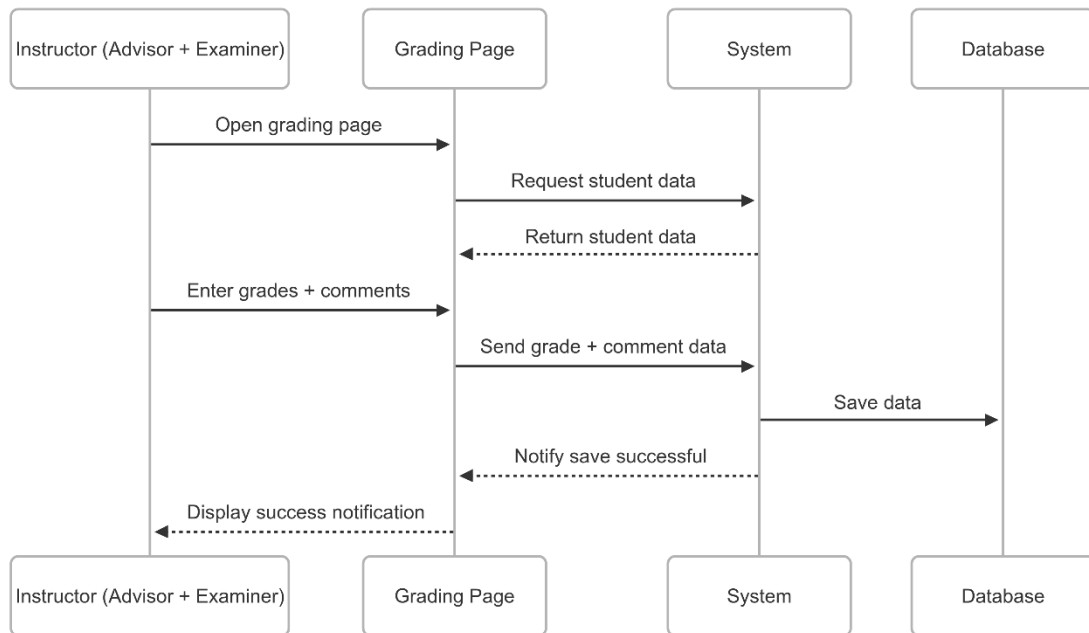 Instructor (Advisor + Examiner)
Grading Page
System
Database
Open grading page
Request student data
Return student data
Enter grades + comments
Send grade + comment data
Save data
Notify save successful
Display success notification
Instructor (Advisor + Examiner)
Grading Page
System
Database